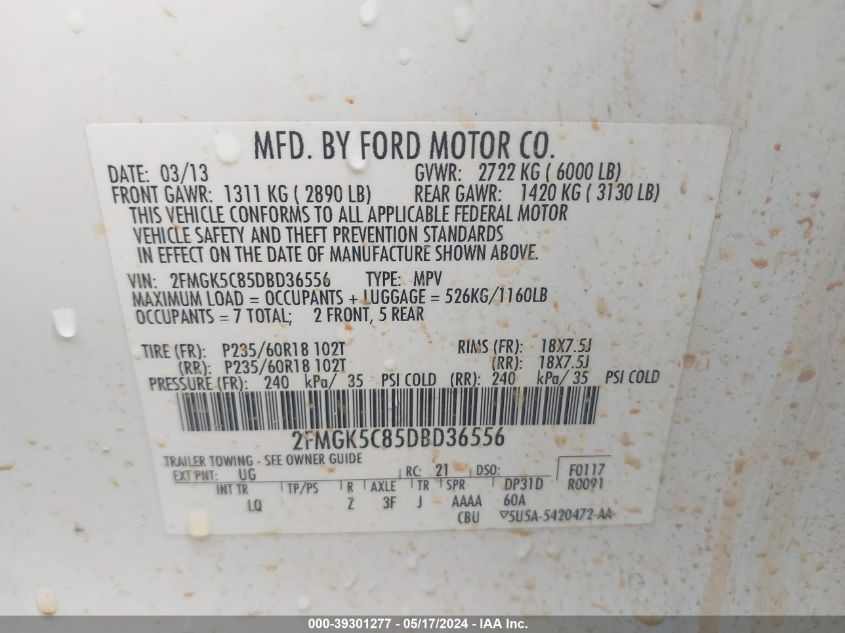 MFD. BY FORD MOTOR CO.
DATE: 03/13 GVWR: 2722 KG ( 6000 LB)
FRONT GAWR: 1311 KG ( 2890 LB) REAR GAWR: 1420 KG ( 3130 LB)
THIS VEHICLE CONFORMS TO ALL APPLICABLE FEDERAL MOTOR
VEHICLE SAFETY AND THEFT PREVENTION STANDARDS
IN EFFECT ON THE DATE OF MANUFACTURE SHOWN ABOVE.
VIN: 2FMGK5C85DBD36556 TYPE: MPV
MAXIMUM LOAD = OCCUPANTS + LUGGAGE = 526KG/1160LB
OCCUPANTS = 7 TOTAL; 2 FRONT, 5 REAR
TIRE (FR): P235/60R18 102T RIMS (FR): 18X7.5J
(RR): P235/60R18 102T (RR): 18X7.5J
PRESSURE (FR): 240 kPa/ 35 PSI COLD (RR): 240 kPa/ 35 PSI COLD
2FMGK5C85DBD36556
TRAILER TOWING - SEE OWNER GUIDE
EXT PNT: UG RC: 21 DSO: F0117
INT TR TP/PS R AXLE TR SPR DP31D R0091
LQ Z 3F J AAAA 60A
CBU ▽5U5A-5420472-AA
000-39301277 - 05/17/2024 - IAA Inc.